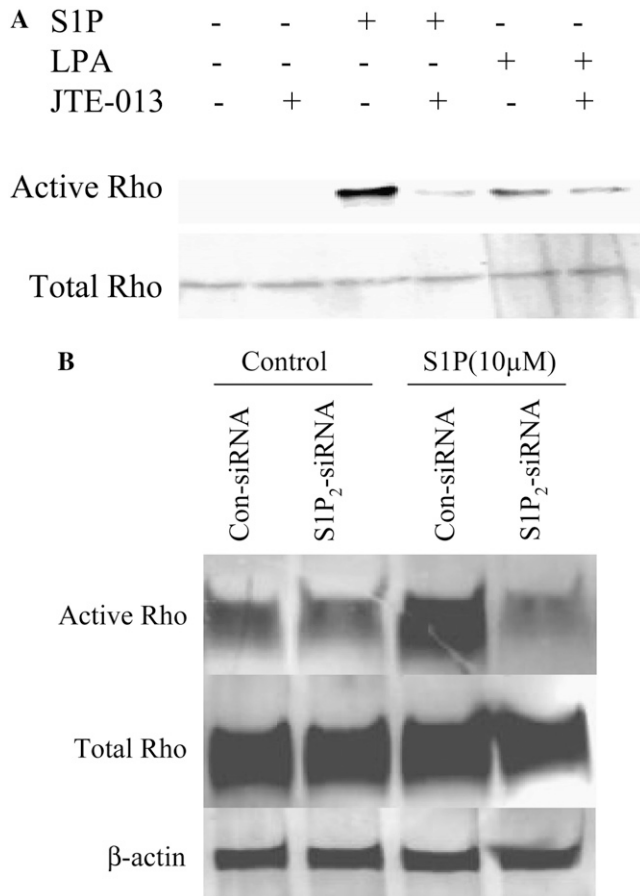 A S1P - - + + - -
LPA - - - - + +
JTE-013 - + - + - +
Active Rho
Total Rho
B Control S1P(10μM)
Con-siRNA S1P₂-siRNA Con-siRNA S1P₂-siRNA
Active Rho
Total Rho
β-actin